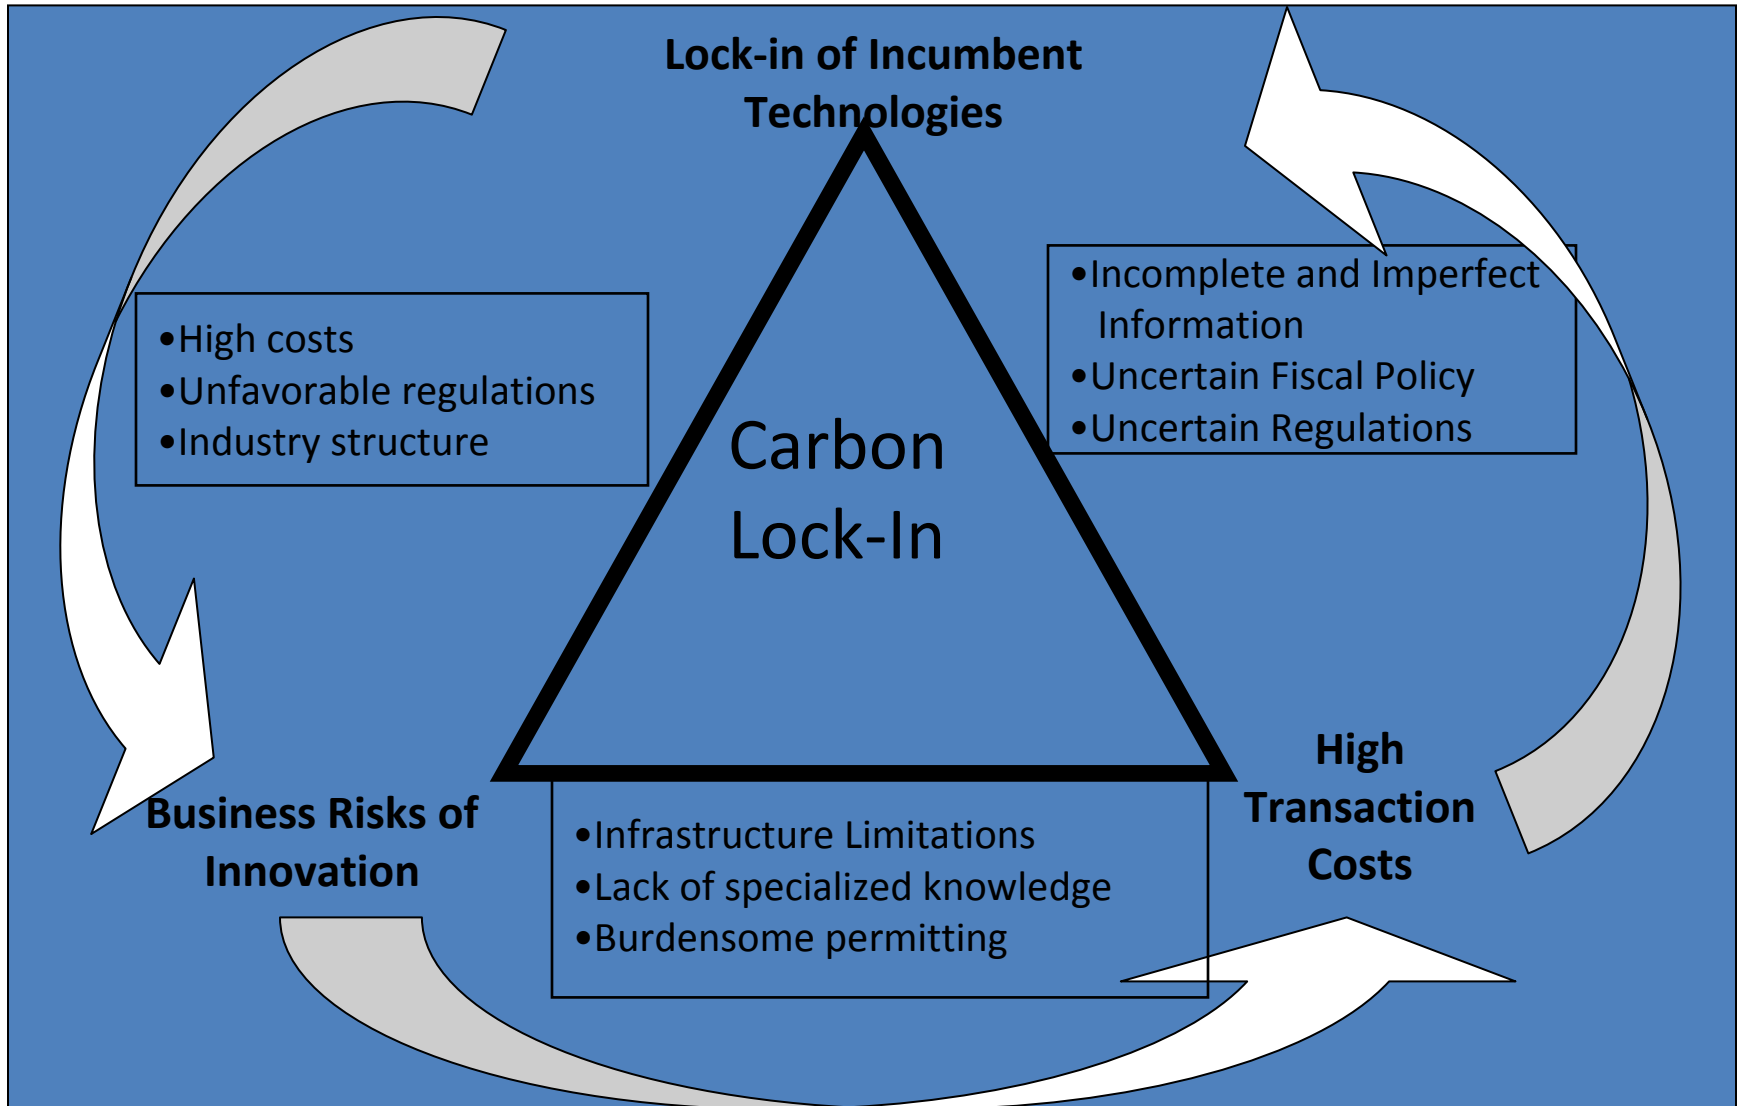 Lock-in of Incumbent
Technologies
•High costs
•Unfavorable regulations
•Industry structure
•Incomplete and Imperfect
Information
•Uncertain Fiscal Policy
•Uncertain Regulations
Carbon
Lock-In
Business Risks of
Innovation
•Infrastructure Limitations
•Lack of specialized knowledge
•Burdensome permitting
High
Transaction
Costs